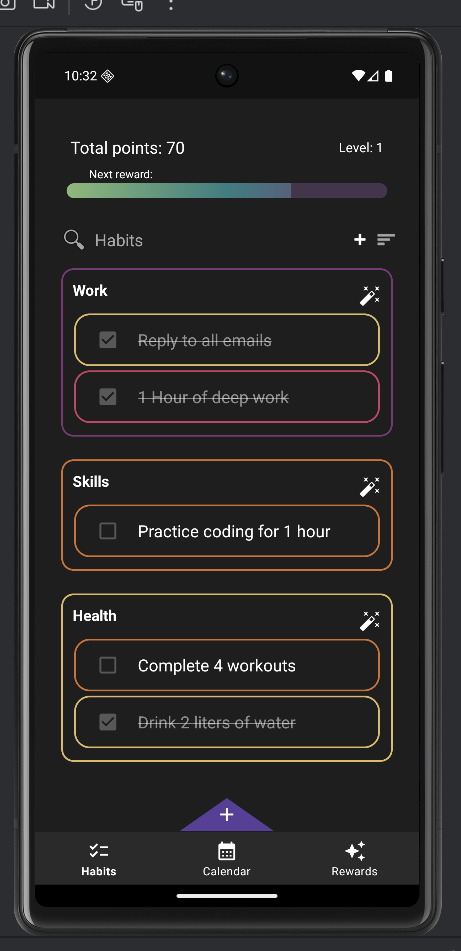 10:32
Total points: 70
Level: 1
Next reward:
Habits
Work
Reply to all emails
1 Hour of deep work
Skills
Practice coding for 1 hour
Health
Complete 4 workouts
Drink 2 liters of water
Habits
Calendar
Rewards